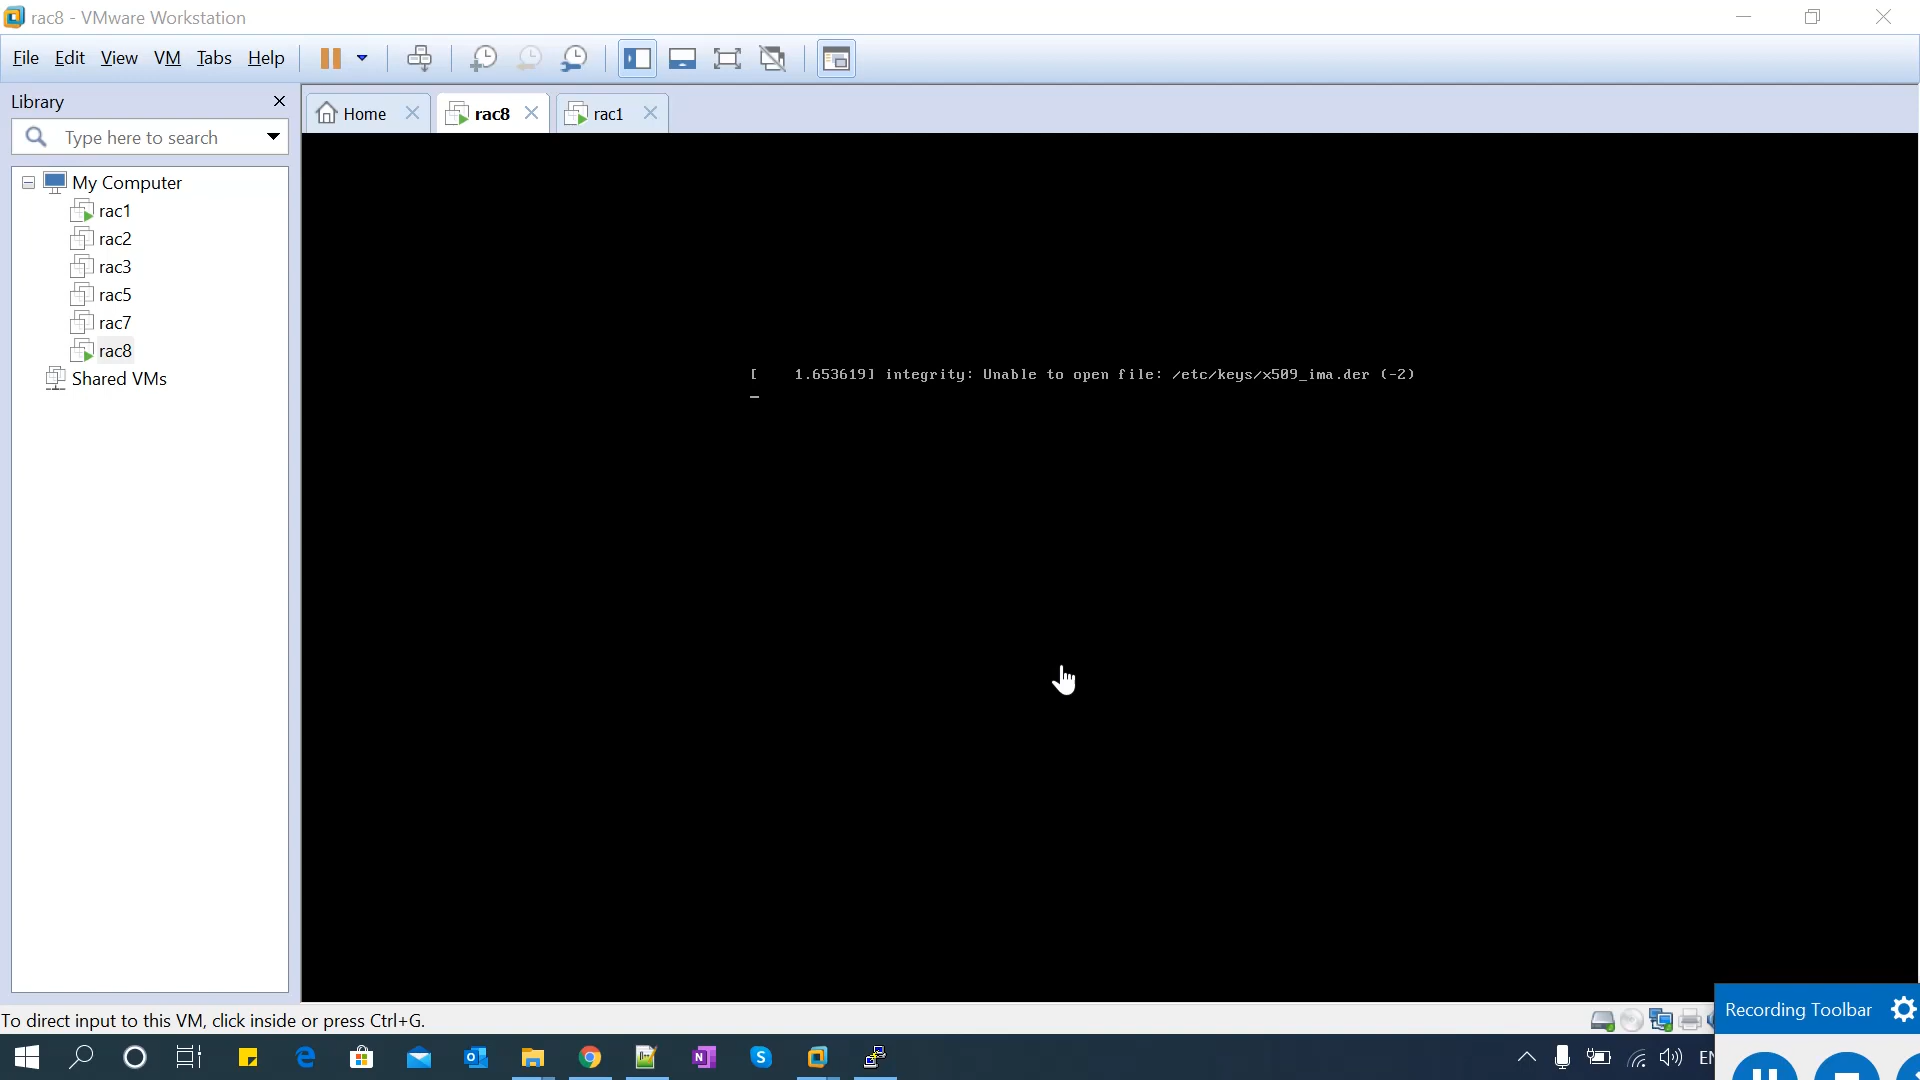 rac8 - VMware Workstation
File Edit View VM Tabs Help
Library
Type here to search
Home
rac8
rac1
My Computer
rac1
rac2
rac3
rac5
rac7
rac8
Shared VMs
[    1.653619] integrity: Unable to open file: /etc/keys/x509_ima.der (-2)
To direct input to this VM, click inside or press Ctrl+G.
Recording Toolbar